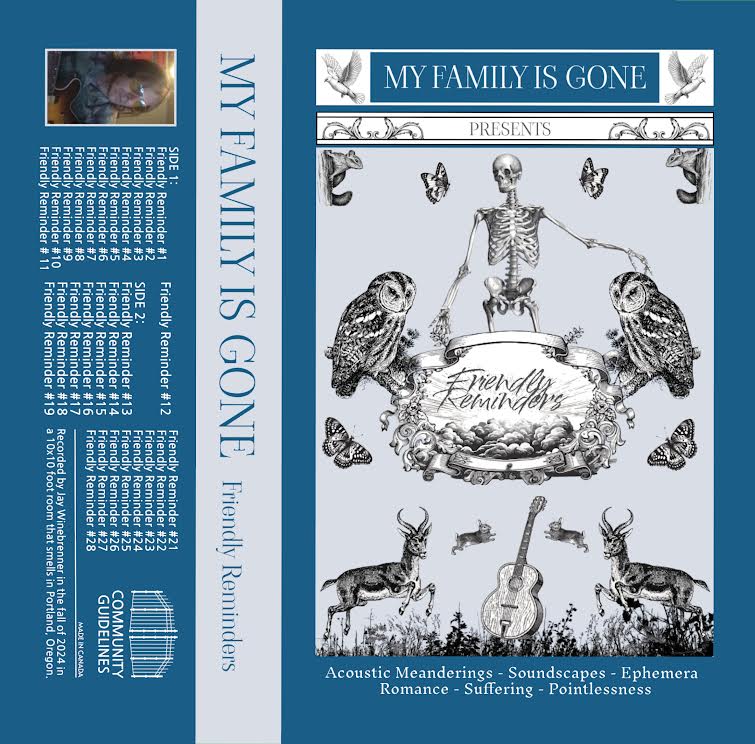 MY FAMILY IS GONE
PRESENTS
Friendly
Reminders
Acoustic Meanderings - Soundscapes - Ephemera
Romance - Suffering - Pointlessness
MY FAMILY IS GONE Friendly Reminders
SIDE 1:
Friendly Reminde #1
Friendly Reminder #2
Friendly Reminder #3
Friendly Reminder #4
Friendly Reminder #5
Friendly Reminder #6
Friendly Reminder #7
Friendly Reminder #8
Friendly Reminder #9
Friendly Reminder #10
Friendly Reminder # 11
Friendly Reminder #12
SIDE 2:
Friendly Reminder #13
Friendly Reminder #14
Friendly Reminder #15
Friendly Reminder #16
Friendly Reminder #17
Friendly Reminder #18
Friendly Reminder #19
Friendly Reminder #21
Friendly Reminder #22
Friendly Reminder #23
Friendly Reminder #24
Friendly Reminder #25
Friendly Reminder #26
Friendly Reminder #27
Friendly Reminder #28
Recorded by Jay Winebrenner in the fall of 2024 in
a 10x10 foot room that smells in Portland, Oregon.
COMMUNITY
GUIDELINES
MADE IN CANADA